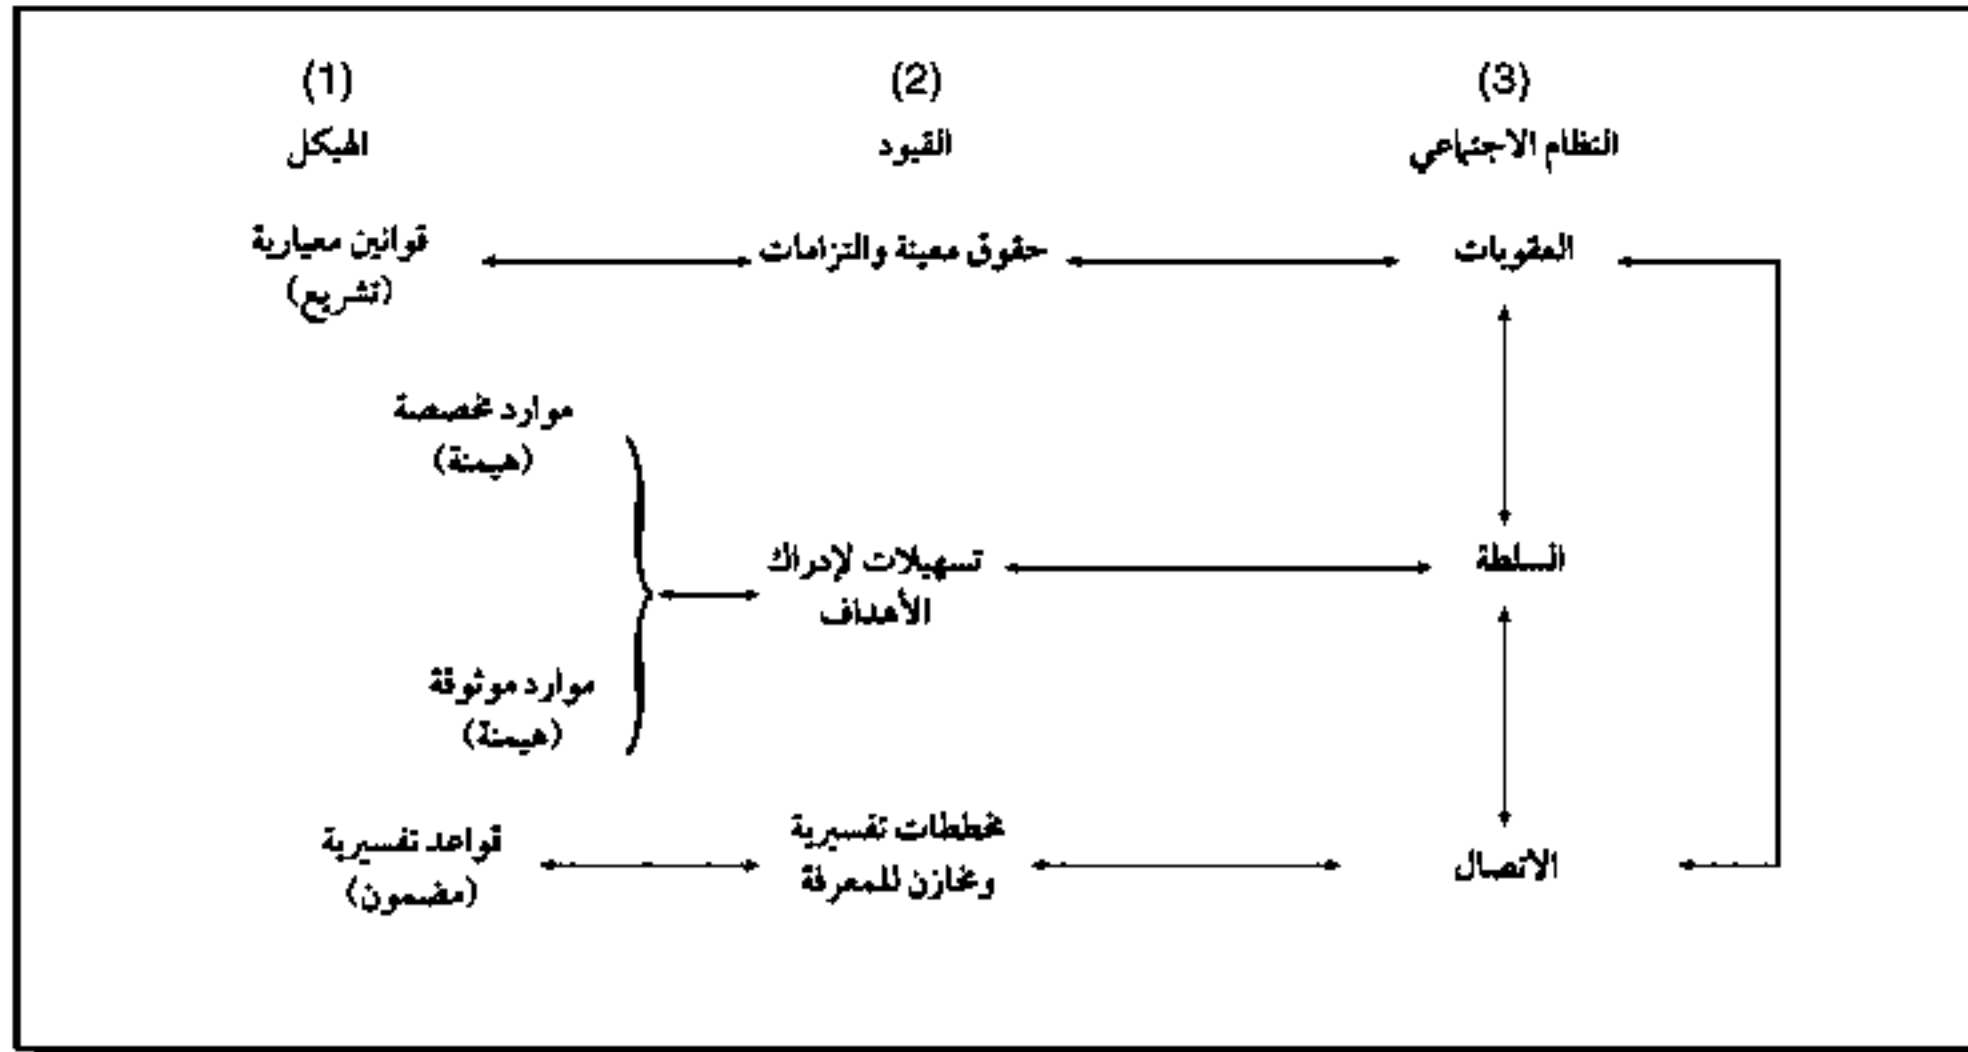 (1)
الهيكل
(2)
القيود
(3)
النظام الاجتماعي
قوانين معيارية
(تشريع)
حقوق معينة والتزامات
العقوبات
موارد مخصصة
(هيمنة)
تسهيلات لإدراك
الأهداف
السلطة
موارد موثوقة
(هيمنة)
قواعد تفسيرية
(مضمون)
مخططات تفسيرية
ومخازن للمعرفة
الاتصال